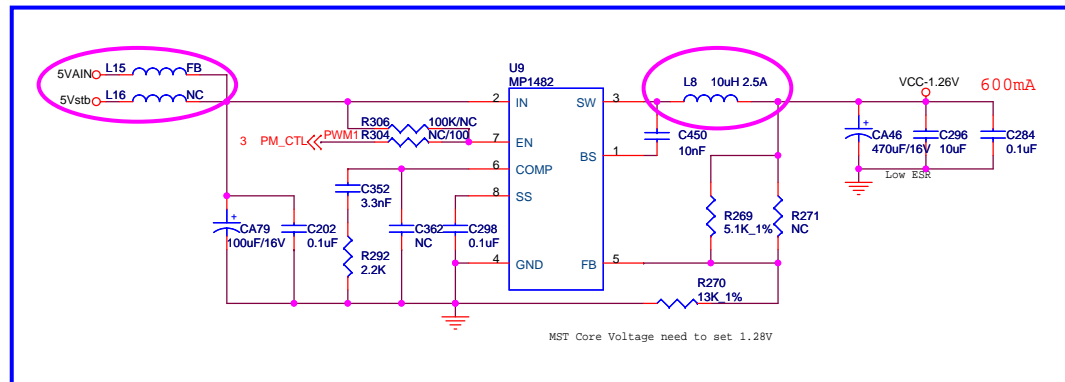 5VAIN L15 FB
5Vstb L16 NC
U9
MP1482
2 IN SW 3
L8 10uH 2.5A
VCC-1.26V
600mA
R306 100K/NC
3 PM_CTL PWM1 R304 NC/100
7 EN
C450
10nF
BS 1
6 COMP
8 SS
4 GND
FB 5
C352
3.3nF
R292
2.2K
C362
NC
C298
0.1uF
CA79
100uF/16V
C202
0.1uF
R269
5.1K_1%
R271
NC
R270
13K_1%
CA46
470uF/16V
Low ESR
C296
10uF
C284
0.1uF
MST Core Voltage need to set 1.28V